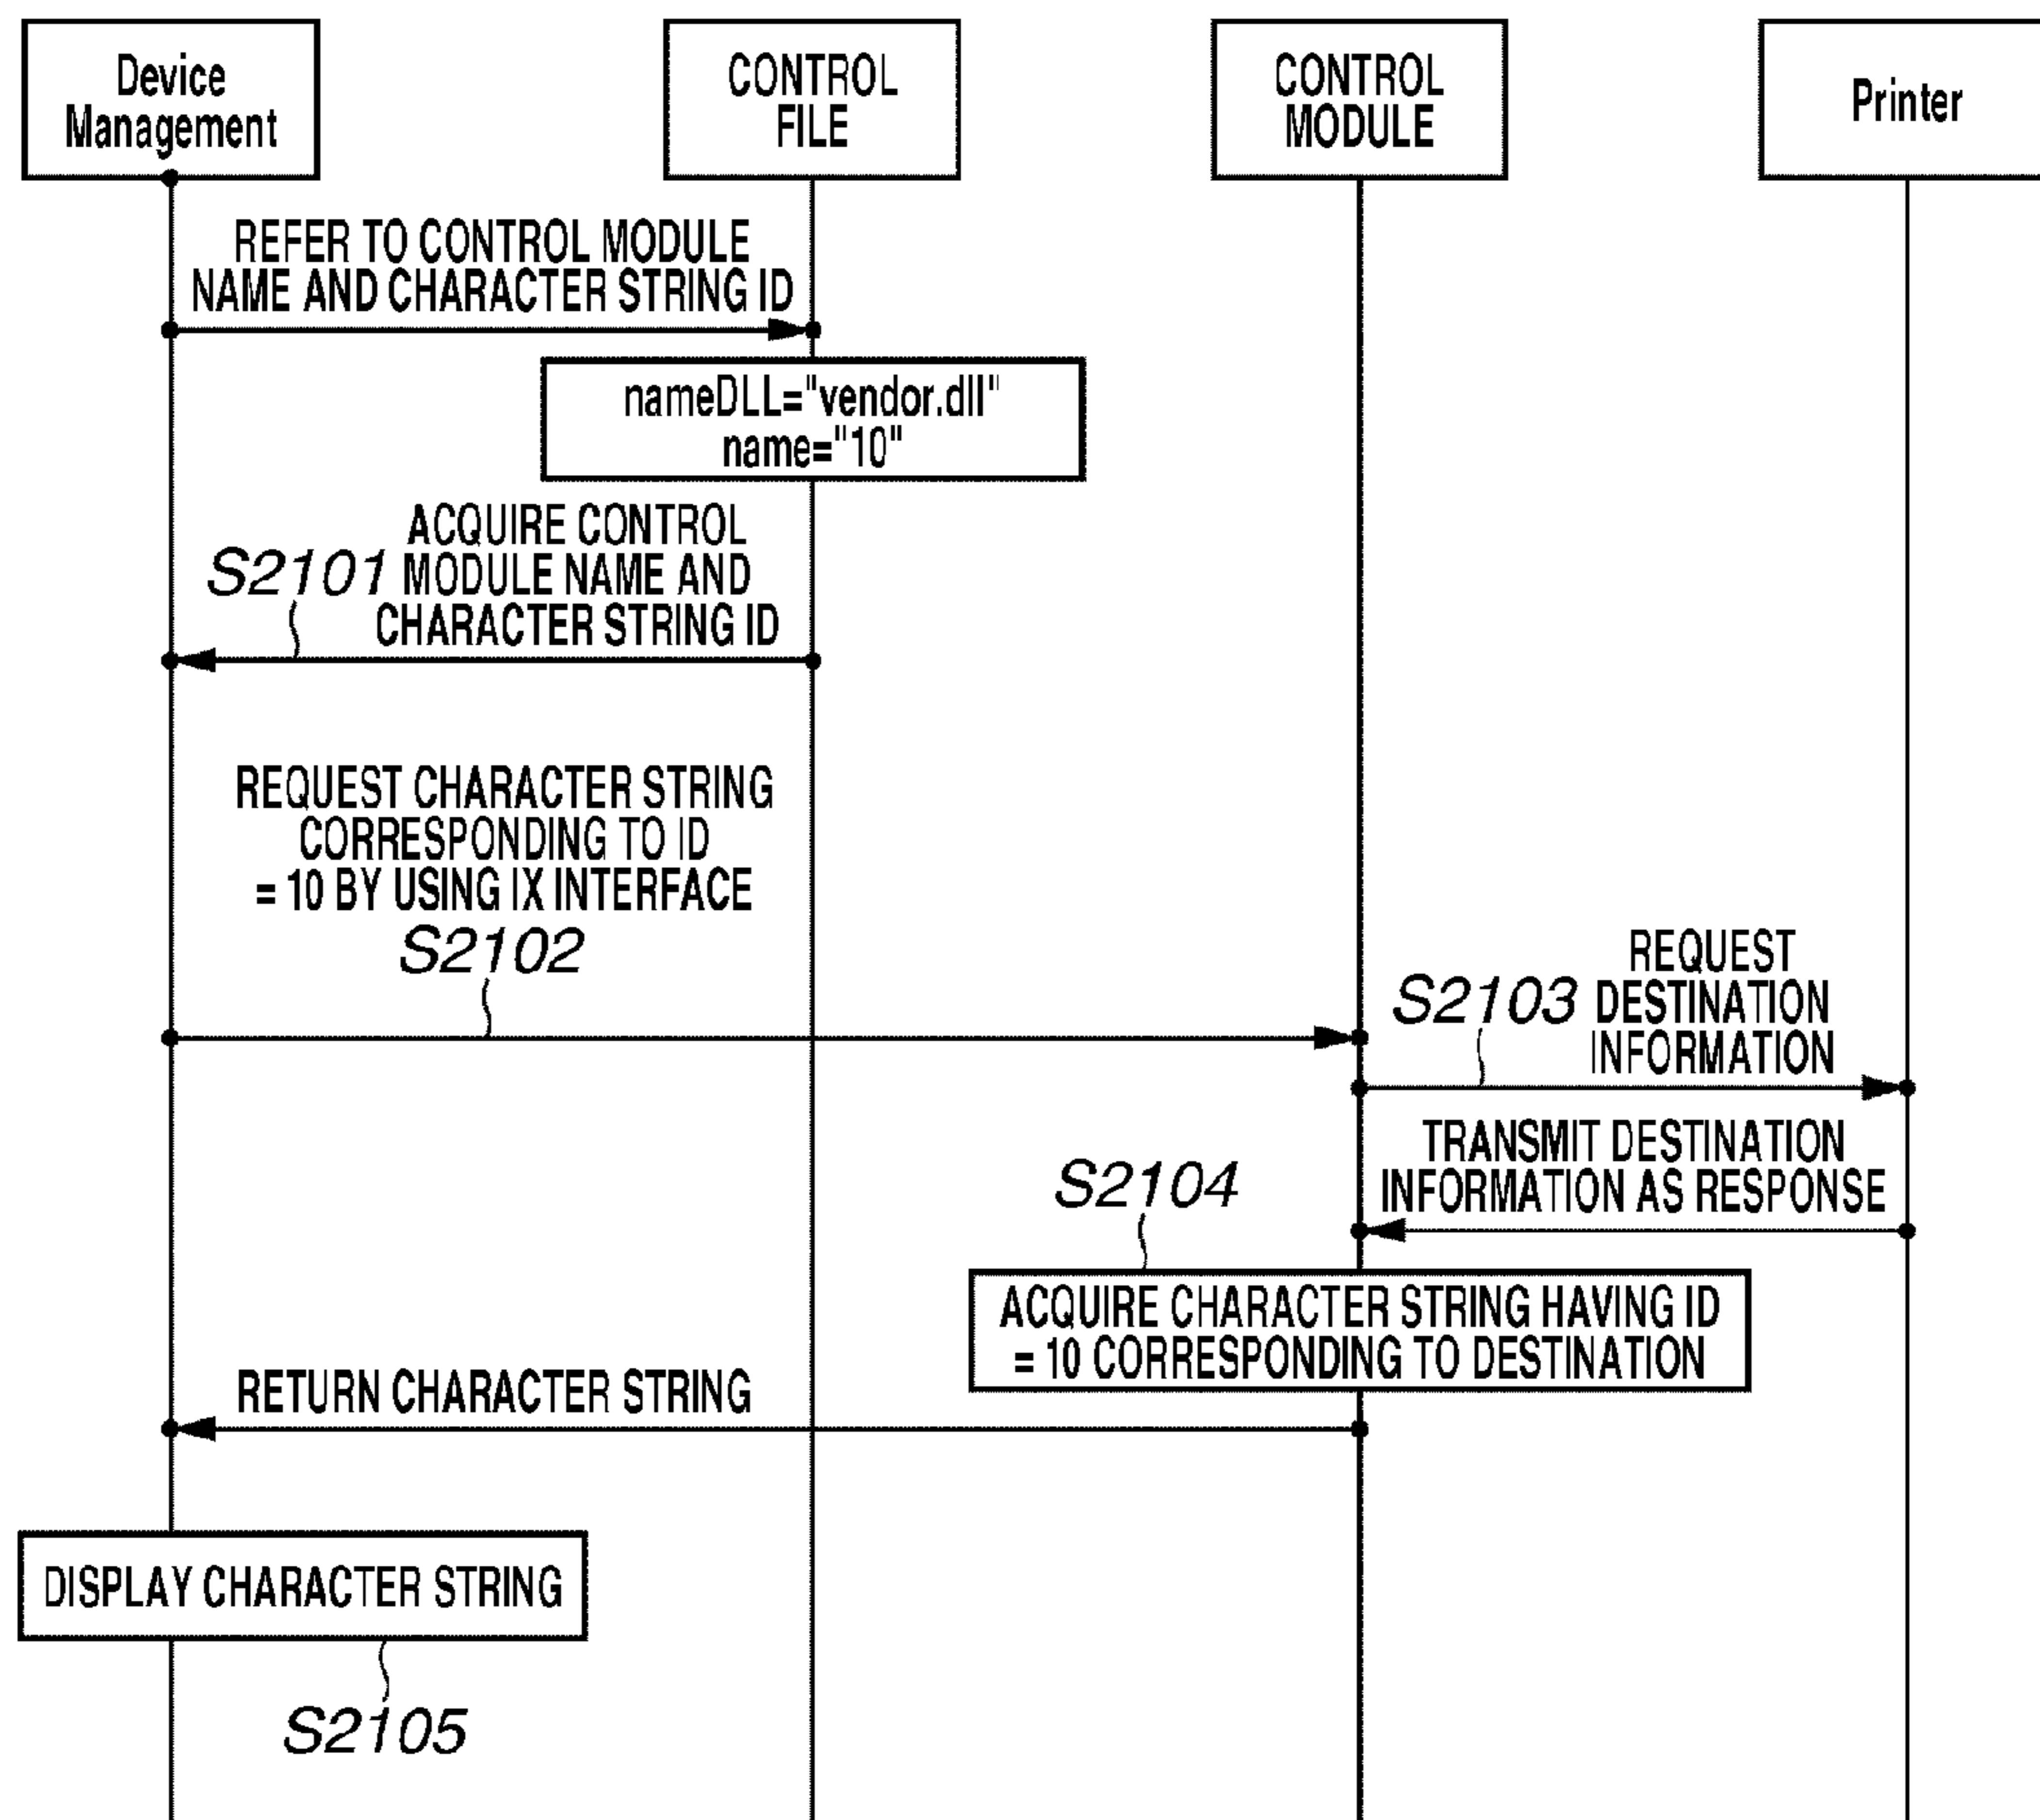 Device
Management
CONTROL
FILE
CONTROL
MODULE
Printer
REFER TO CONTROL MODULE
NAME AND CHARACTER STRING ID
nameDLL="vendor.dll"
name="10"
ACQUIRE CONTROL
MODULE NAME AND
CHARACTER STRING ID
S2101
REQUEST CHARACTER STRING
CORRESPONDING TO ID
= 10 BY USING IX INTERFACE
S2102
REQUEST
DESTINATION
INFORMATION
S2103
TRANSMIT DESTINATION
INFORMATION AS RESPONSE
S2104
ACQUIRE CHARACTER STRING HAVING ID
= 10 CORRESPONDING TO DESTINATION
RETURN CHARACTER STRING
DISPLAY CHARACTER STRING
S2105